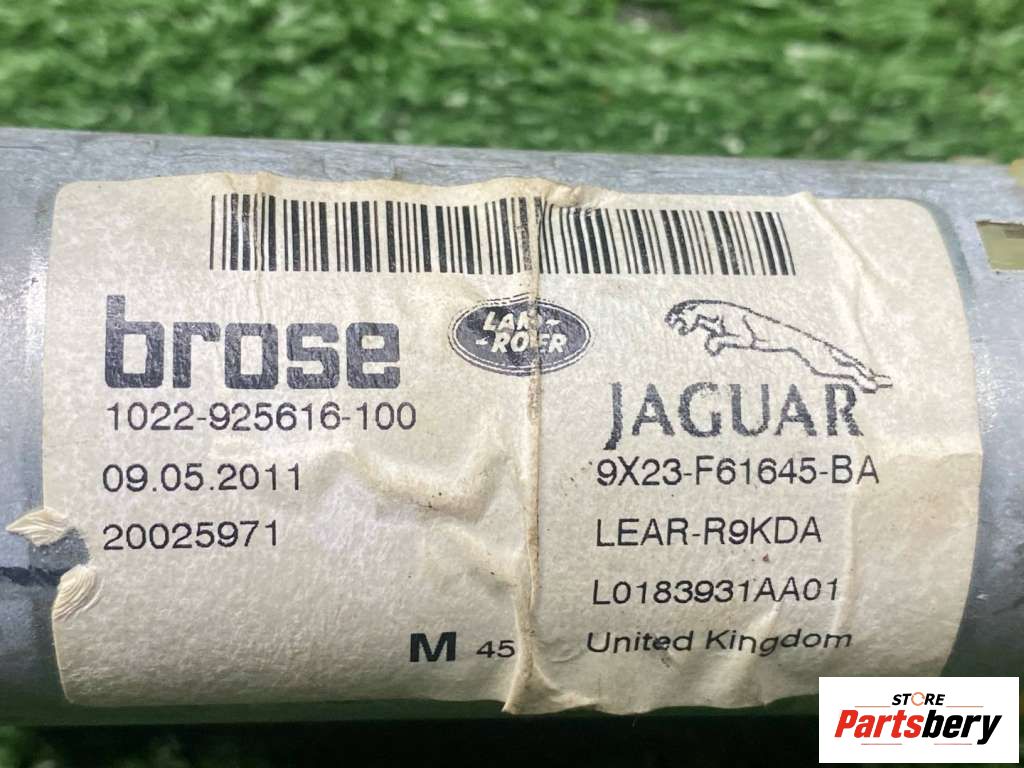 brose
LAND-
-ROVER
JAGUAR
1022-925616-100
9X23-F61645-BA
09.05.2011
20025971
LEAR-R9KDA
L0183931AA01
M 45
United Kingdom
STORE
Partsbery